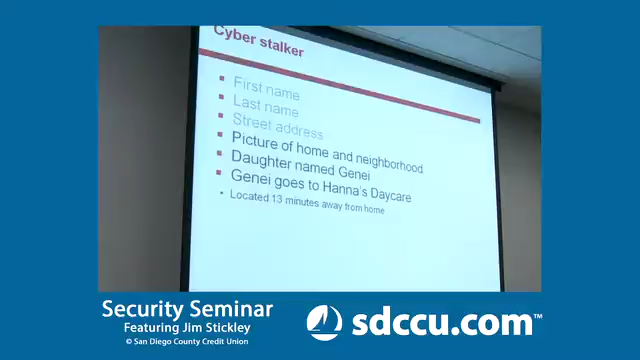 Cyber stalker
First name
Last name
Street address
Picture of home and neighborhood
Daughter named Genei
Genei goes to Hanna's Daycare
Located 13 minutes away from home
Security Seminar
Featuring Jim Stickley
© San Diego County Credit Union
sdccu.com™